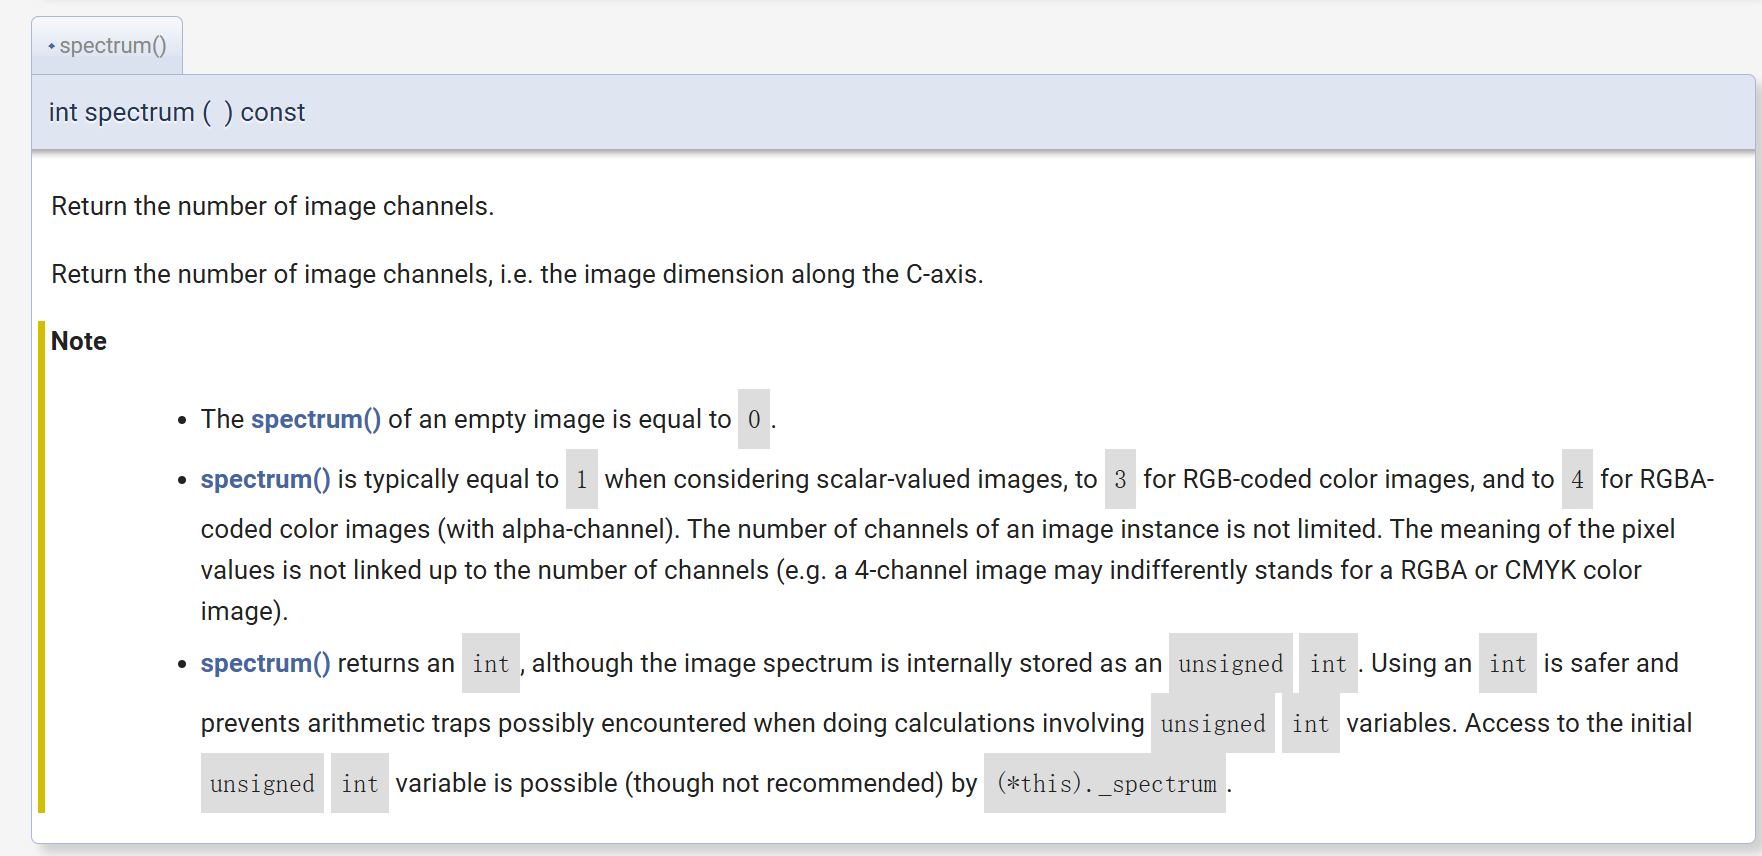 spectrum()
int spectrum ( ) const
Return the number of image channels.
Return the number of image channels, i.e. the image dimension along the C-axis.
Note
• The spectrum() of an empty image is equal to 0 .
• spectrum() is typically equal to 1 when considering scalar-valued images, to 3 for RGB-coded color images, and to 4 for RGBA-
coded color images (with alpha-channel). The number of channels of an image instance is not limited. The meaning of the pixel
values is not linked up to the number of channels (e.g. a 4-channel image may indifferently stands for a RGBA or CMYK color
image).
• spectrum() returns an int , although the image spectrum is internally stored as an unsigned int . Using an int is safer and
prevents arithmetic traps possibly encountered when doing calculations involving unsigned int variables. Access to the initial
unsigned int variable is possible (though not recommended) by (*this)._spectrum .